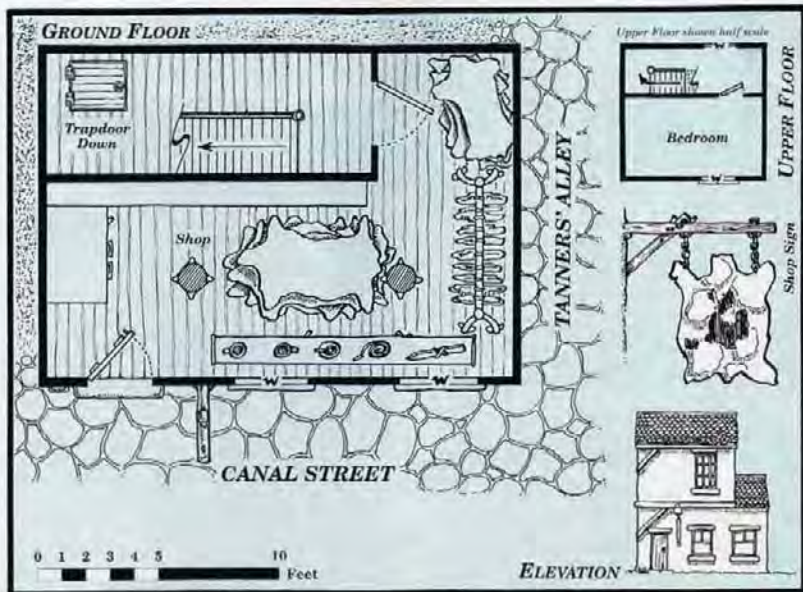 GROUND FLOOR
Trapdoor
Down
Shop
W
W
CANAL STREET
TANNERS' ALLEY
Upper Floor shown half scale
W
Bedroom
W
UPPER FLOOR
Shop Sign
ELEVATION
0 1 2 3 4 5 10
Feet